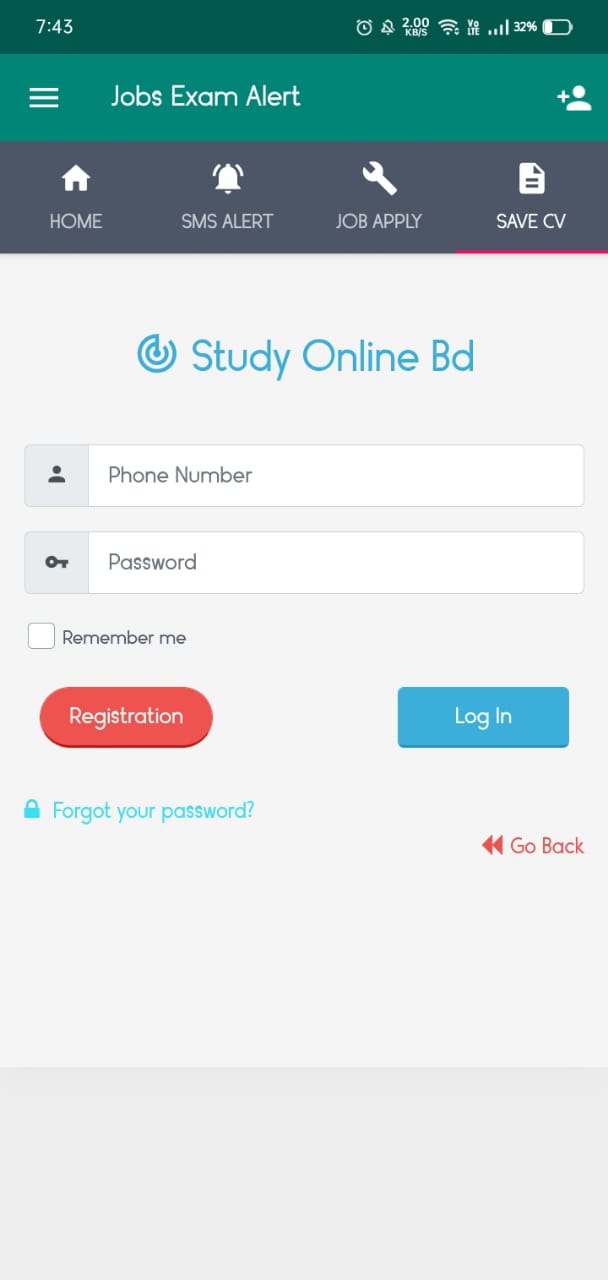 7:43
2.00 KB/S
Vo LTE
32%
Jobs Exam Alert
HOME
SMS ALERT
JOB APPLY
SAVE CV
Study Online Bd
Phone Number
Password
Remember me
Registration
Log In
Forgot your password?
Go Back